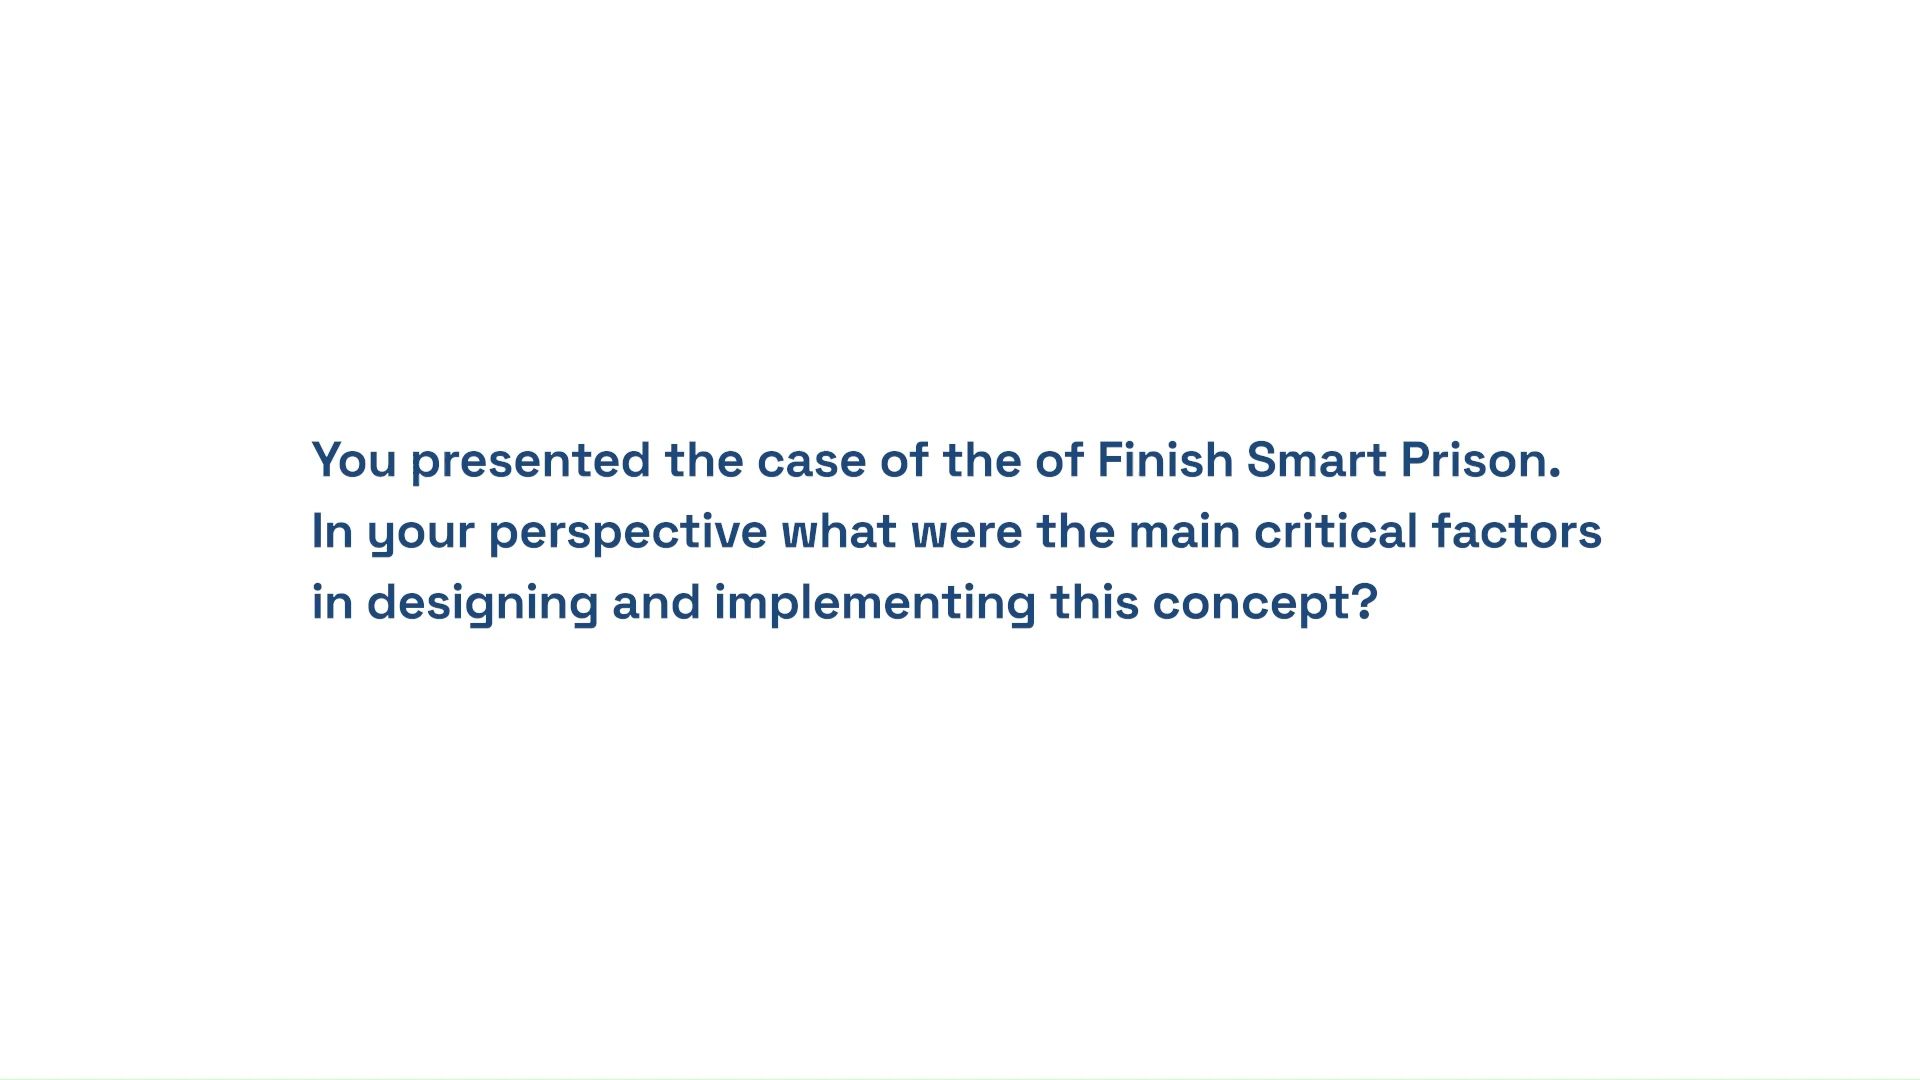 You presented the case of the of Finish Smart Prison.
In your perspective what were the main critical factors
in designing and implementing this concept?